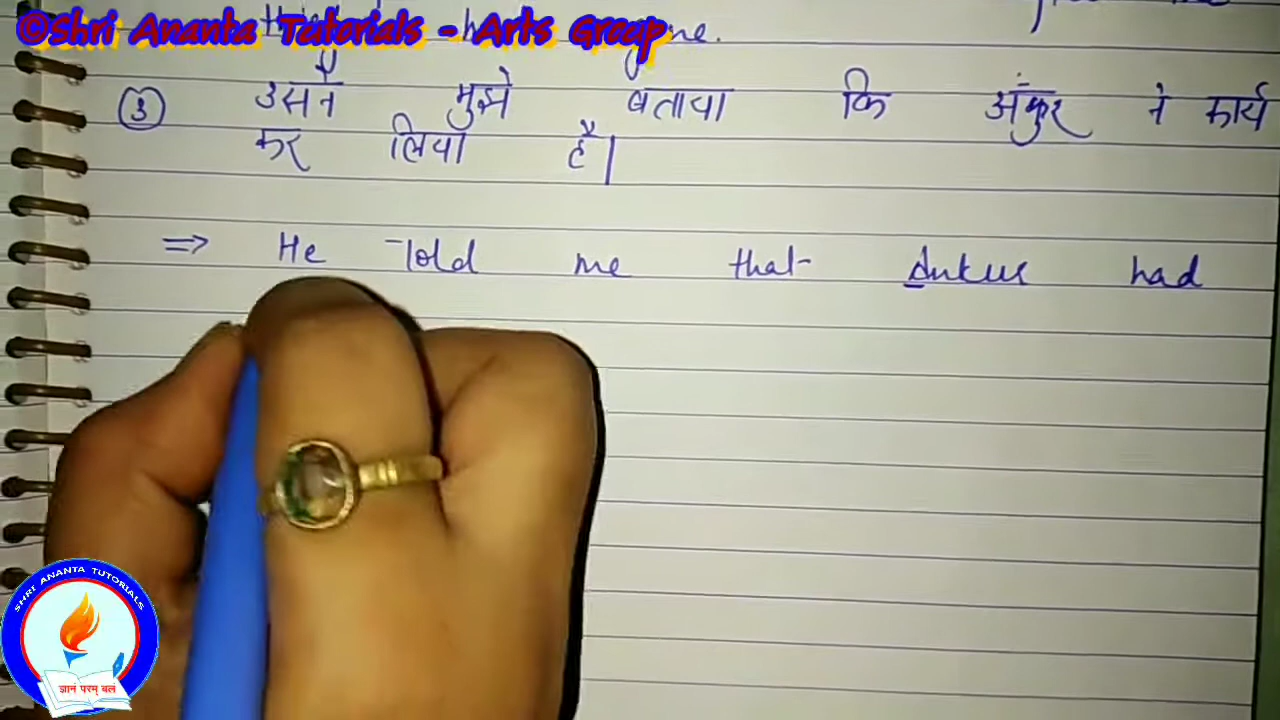 ©Shri Ananta Tutorials - Arts Group
③ उसने मुझे बताया कि अंकुर ने कार्य
कर लिया है|
⇒ He Told me that Ankur had
SHRI ANANTA TUTORIALS
ज्ञानं परम् बलं